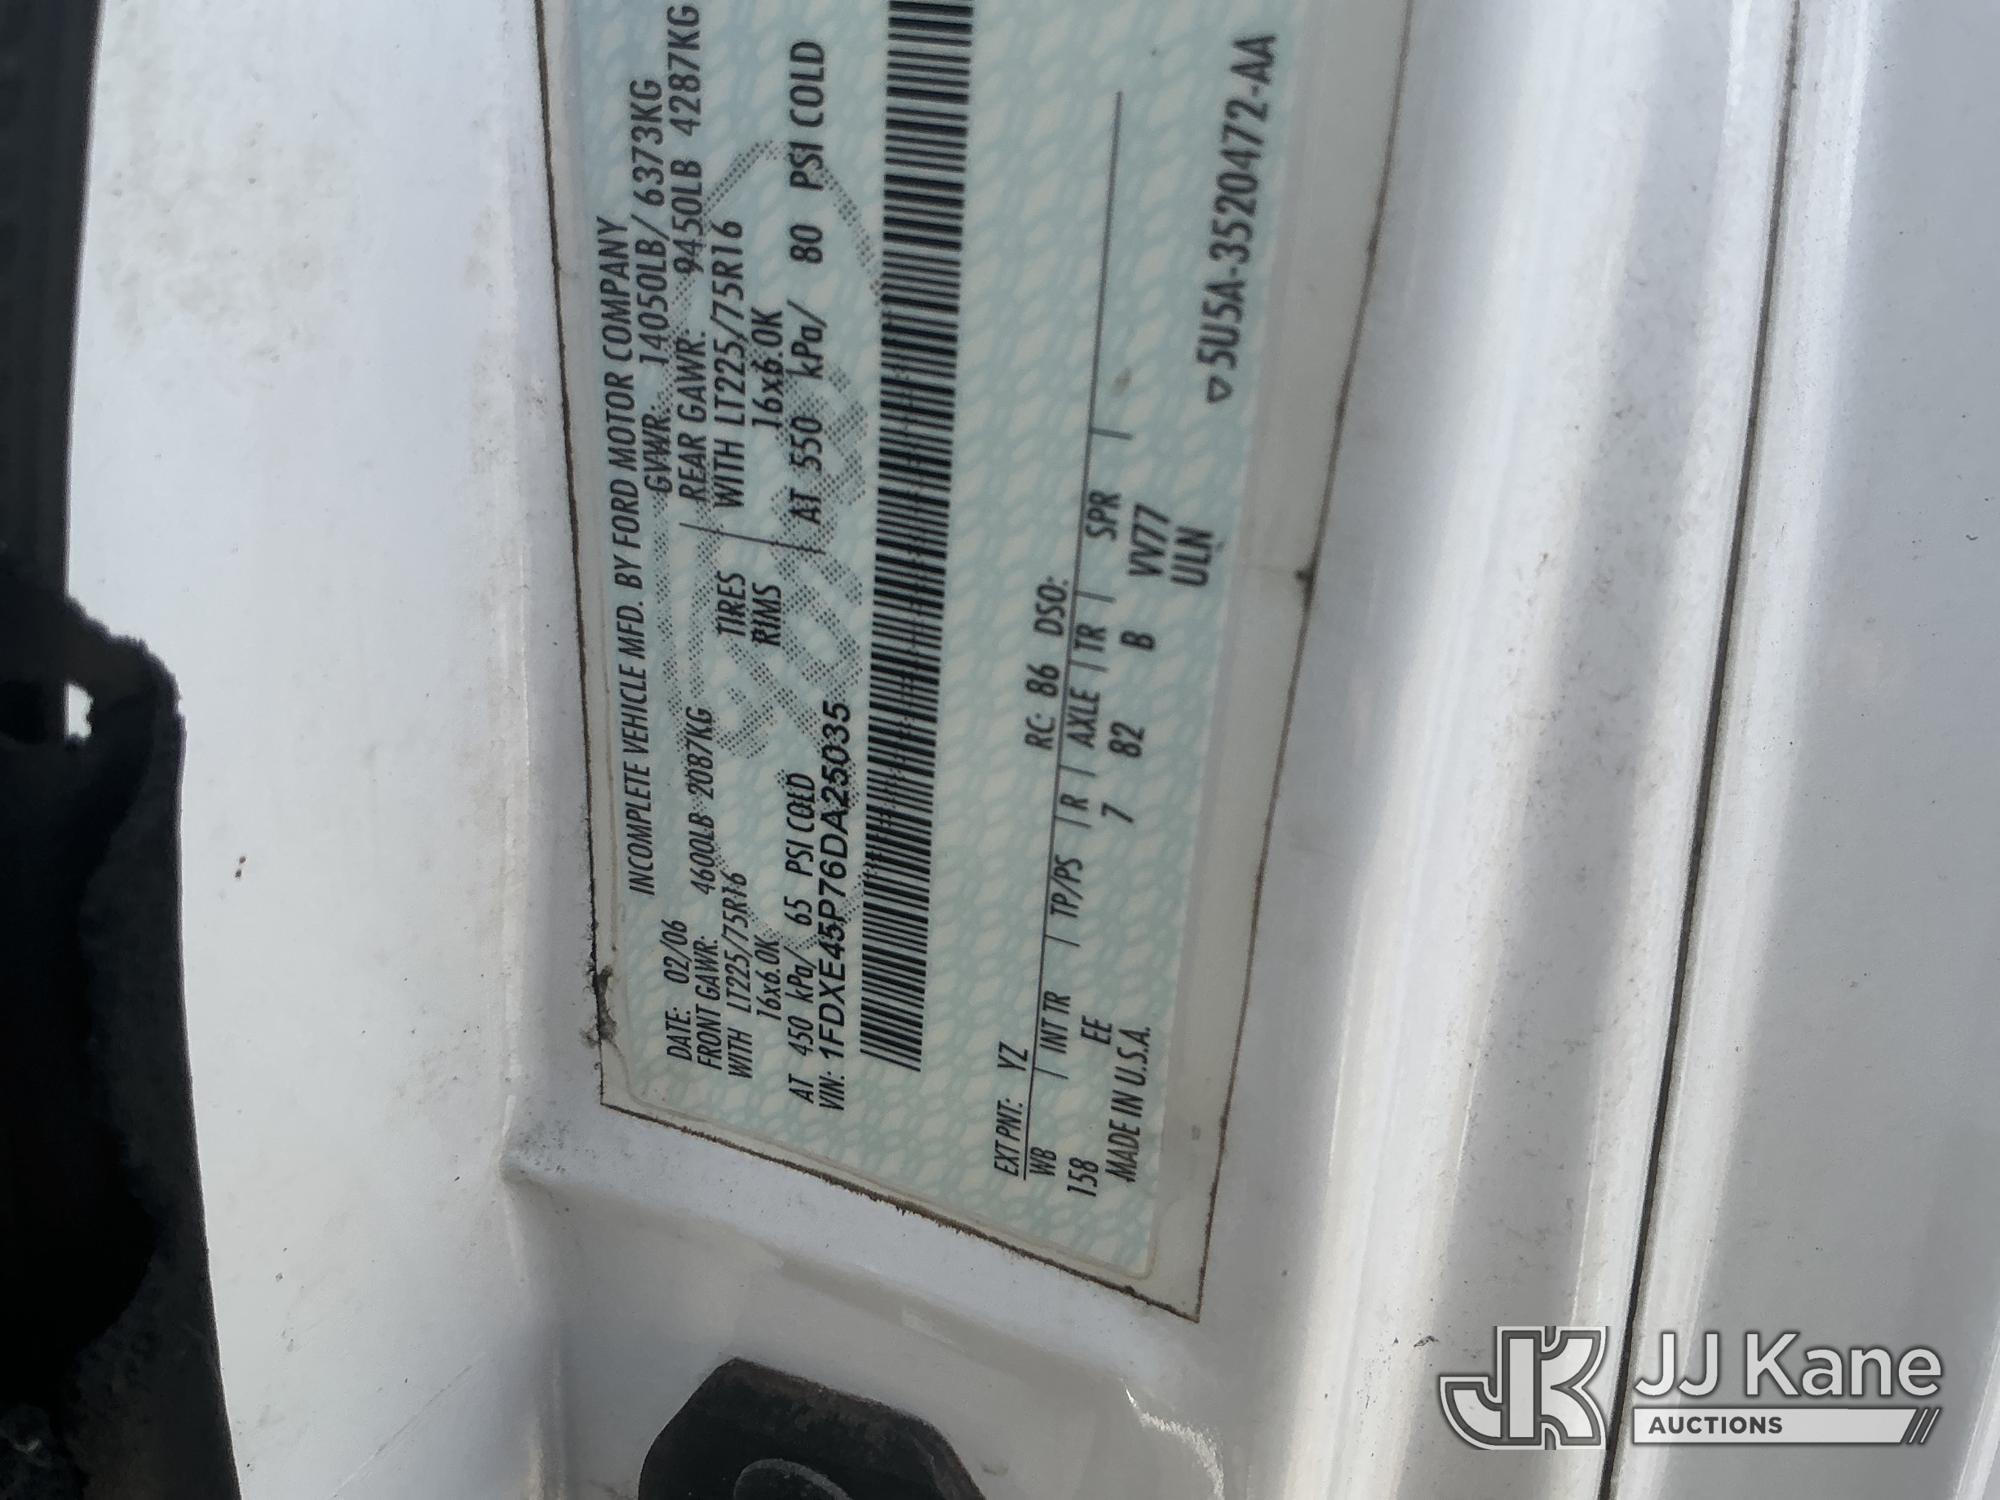 INCOMPLETE VEHICLE MFD. BY FORD MOTOR COMPANY
DATE: 02/06 GVWR: 14050LB/ 6373KG
FRONT GAWR: 4600LB 2087KG REAR GAWR: 9450LB 4287KG
WITH LT225/75R16 TIRES WITH LT225/75R16
16x6.0K RIMS 16x6.0K
AT 450 kPa/ 65 PSI COLD AT 550 kPa/ 80 PSI COLD
VIN: 1FDXE45P76DA25035
EXT PNT: YZ RC: 86 DSO:
WB INT TR TP/PS R AXLE TR SPR
158 EE 7 82 B VV77
MADE IN U.S.A. ULN
▽5U5A-3520472-AA
JK JJ Kane
AUCTIONS